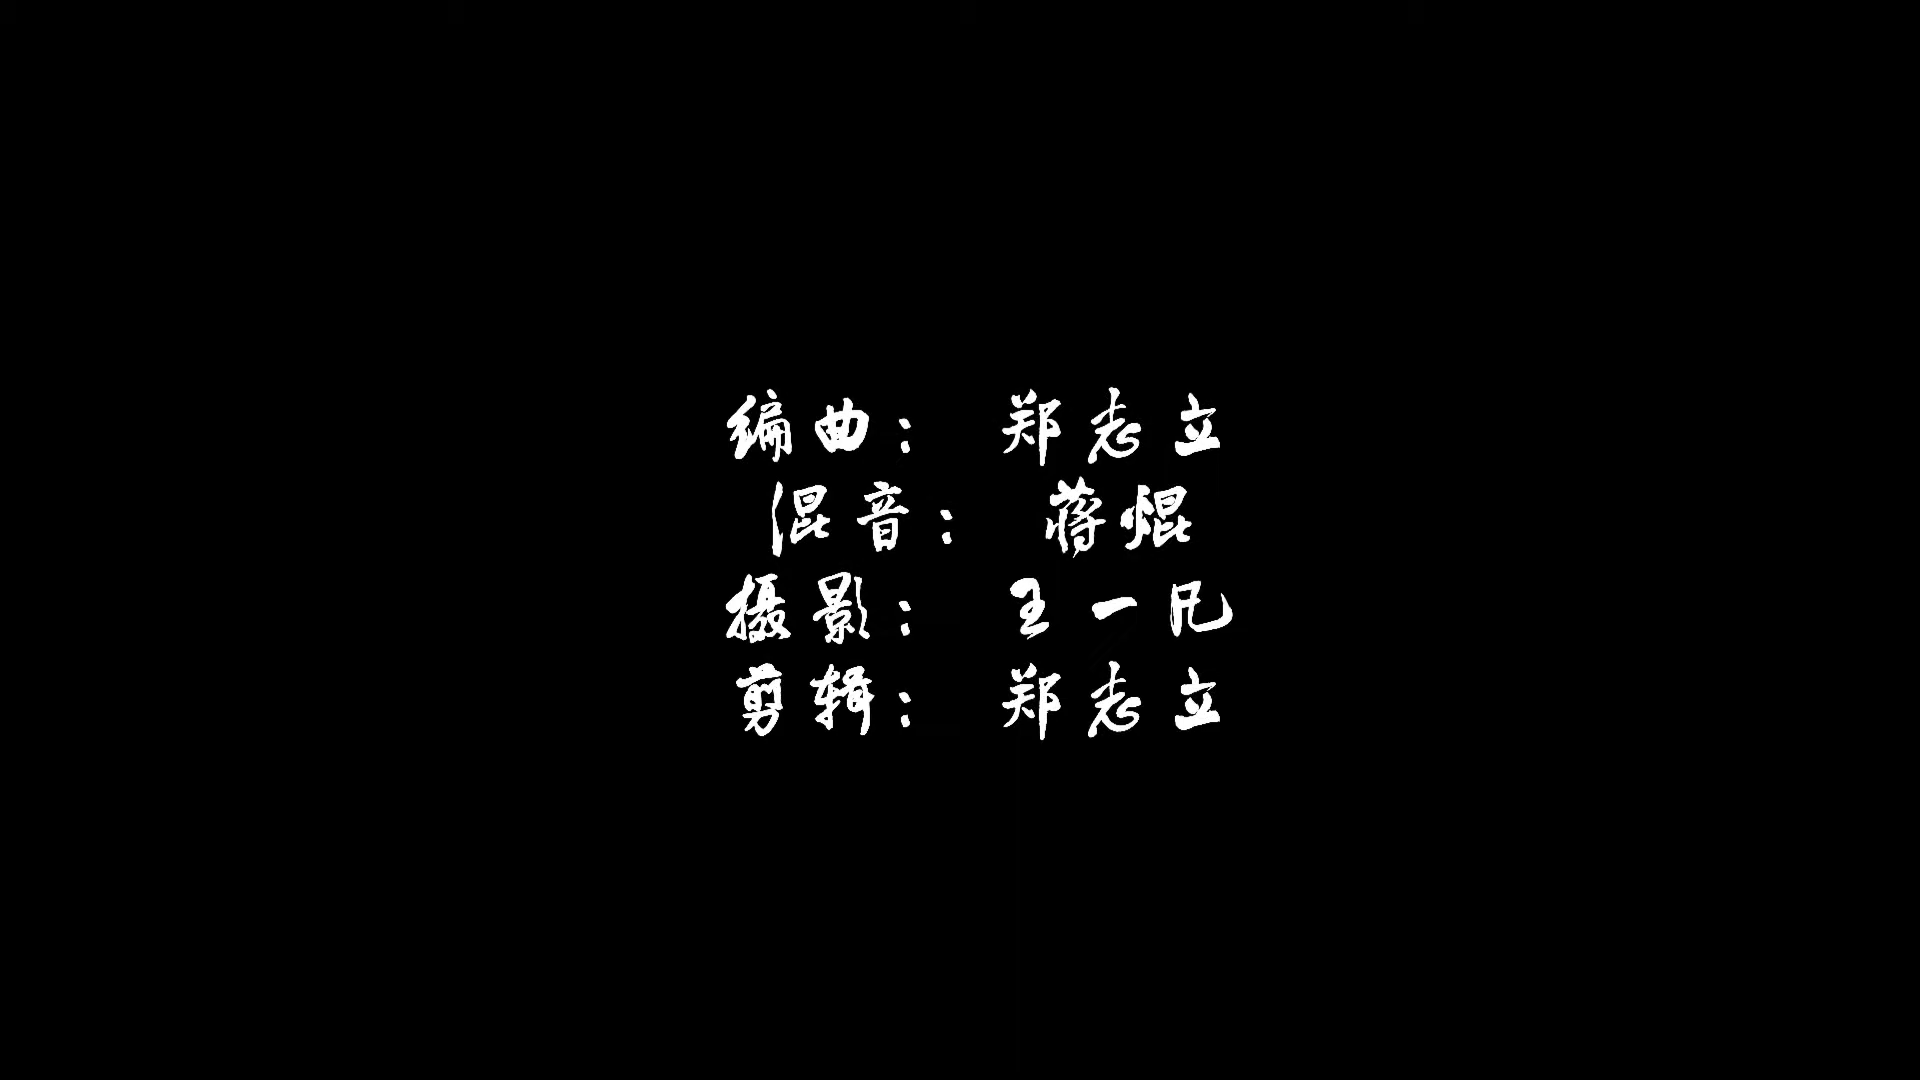 编曲： 郑志立
混音： 蒋焜
摄影： 王一凡
剪辑： 郑志立